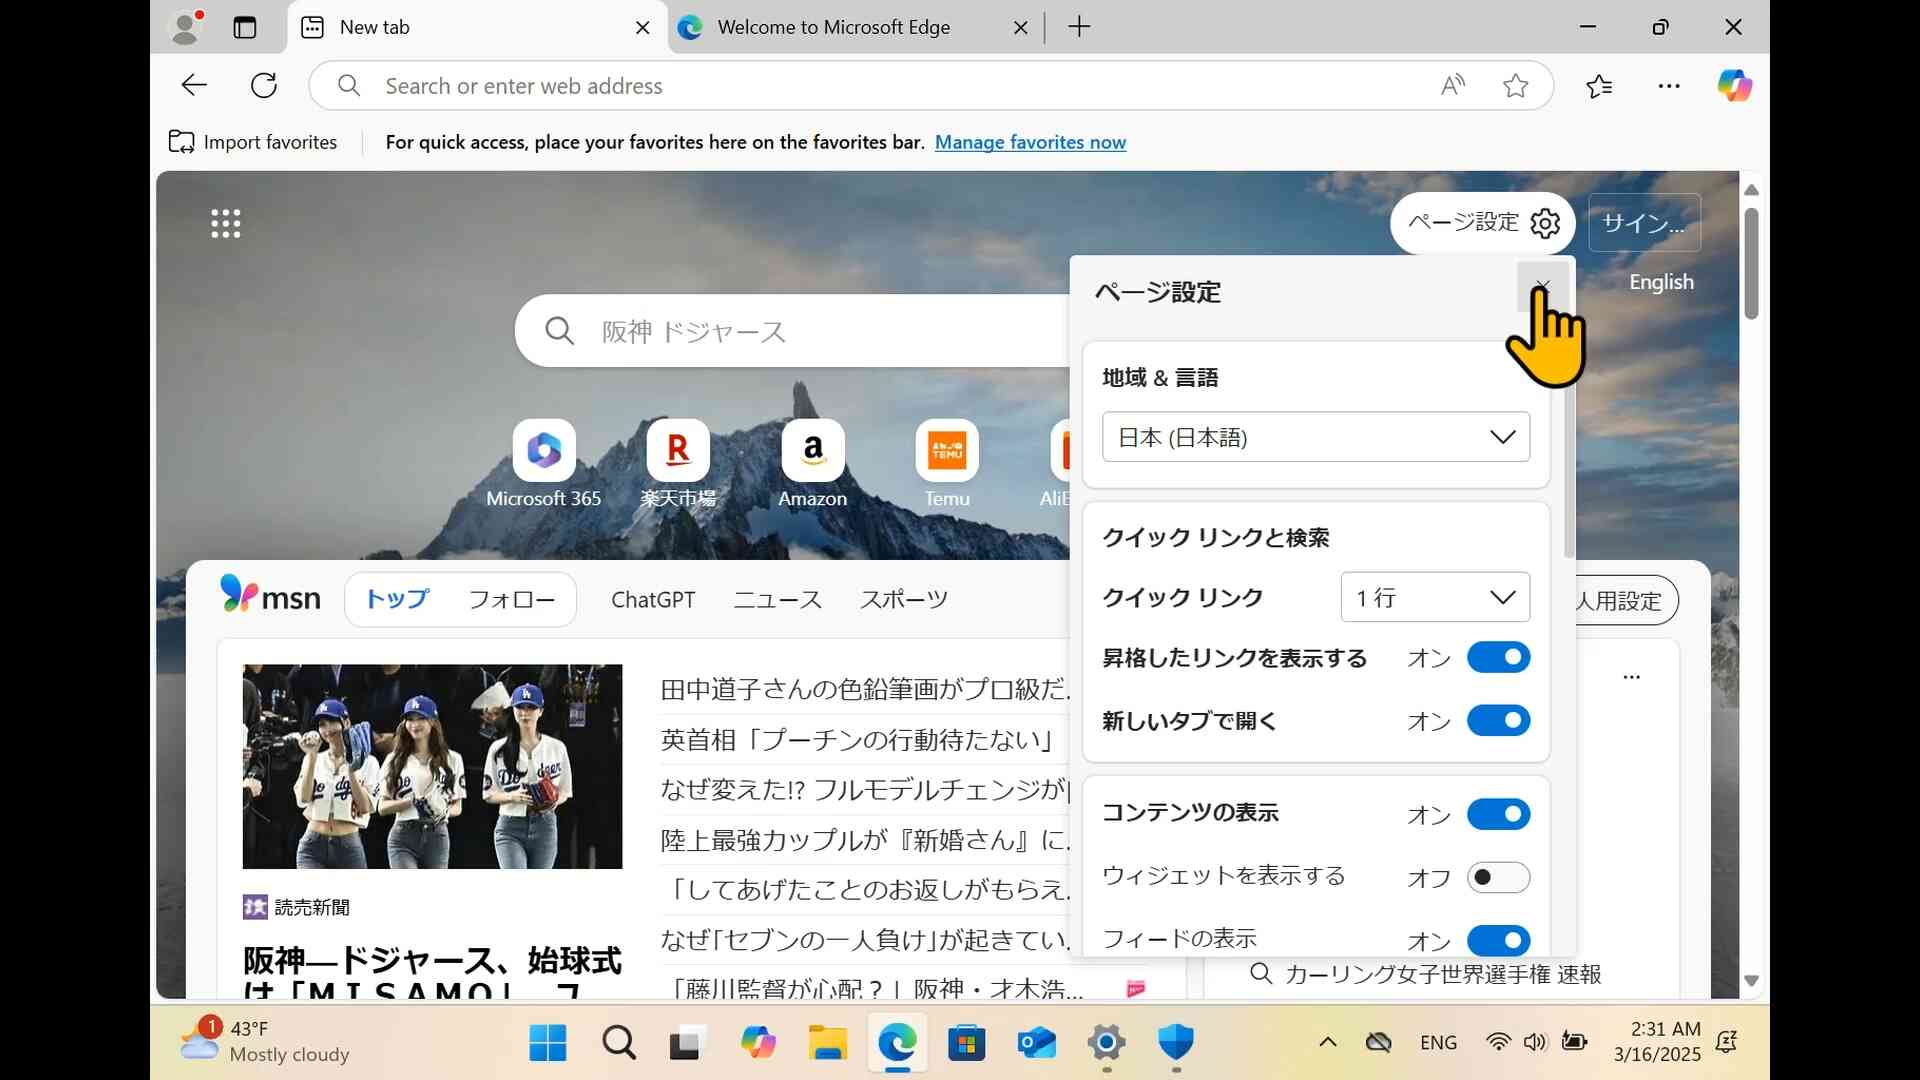 New tab
Welcome to Microsoft Edge
Search or enter web address
Import favorites
For quick access, place your favorites here on the favorites bar. Manage favorites now
ページ設定
サイン...
English
阪神 ドジャース
Microsoft 365
楽天市場
Amazon
Temu
AliE
ページ設定
地域 & 言語
日本 (日本語)
クイック リンクと検索
クイック リンク
1 行
昇格したリンクを表示する
オン
新しいタブで開く
オン
コンテンツの表示
オン
ウィジェットを表示する
オフ
フィードの表示
オン
msn
トップ
フォロー
ChatGPT
ニュース
スポーツ
人用設定
読売新聞
阪神―ドジャース、始球式
は「ＭＩＳＡＭＯ」
田中道子さんの色鉛筆画がプロ級だ...
英首相「プーチンの行動待たない」
なぜ変えた!? フルモデルチェンジが
陸上最強カップルが『新婚さん』に...
「してあげたことのお返しがもらえ...
なぜ｢セブンの一人負け｣が起きてい...
「藤川監督が心配？」阪神・才木浩...
カーリング女子世界選手権 速報
1
43°F
Mostly cloudy
ENG
2:31 AM
3/16/2025